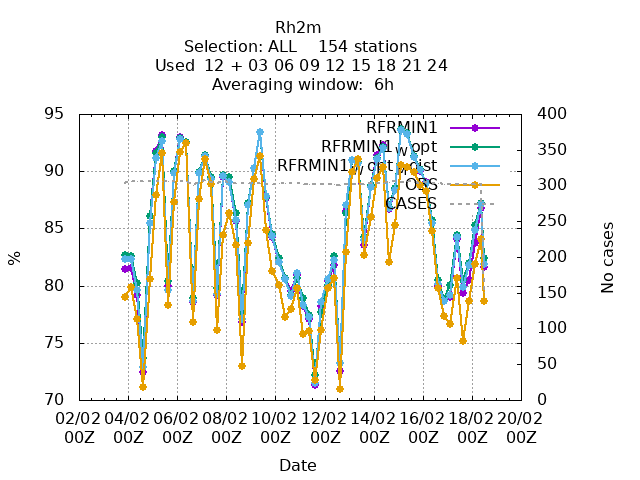 Rh2m
Selection: ALL    154 stations
Used  12 + 03 06 09 12 15 18 21 24
Averaging window:  6h
RFRMIN1
RFRMIN1_w_opt
OBS
CASES
95
90
85
80
75
70
%
400
350
300
250
200
150
100
50
0
No cases
02/02 04/02 06/02 08/02 10/02 12/02 14/02 16/02 18/02 20/02
00Z 00Z 00Z 00Z 00Z 00Z 00Z 00Z 00Z 00Z
Date